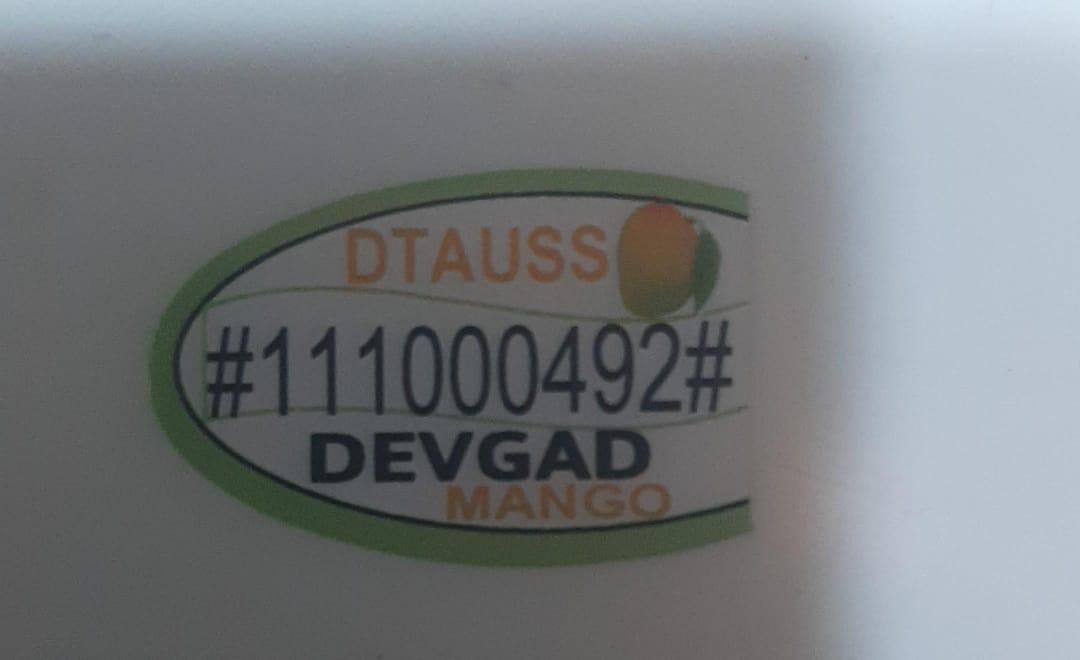 DTAUSS
#111000492#
DEVGAD
MANGO